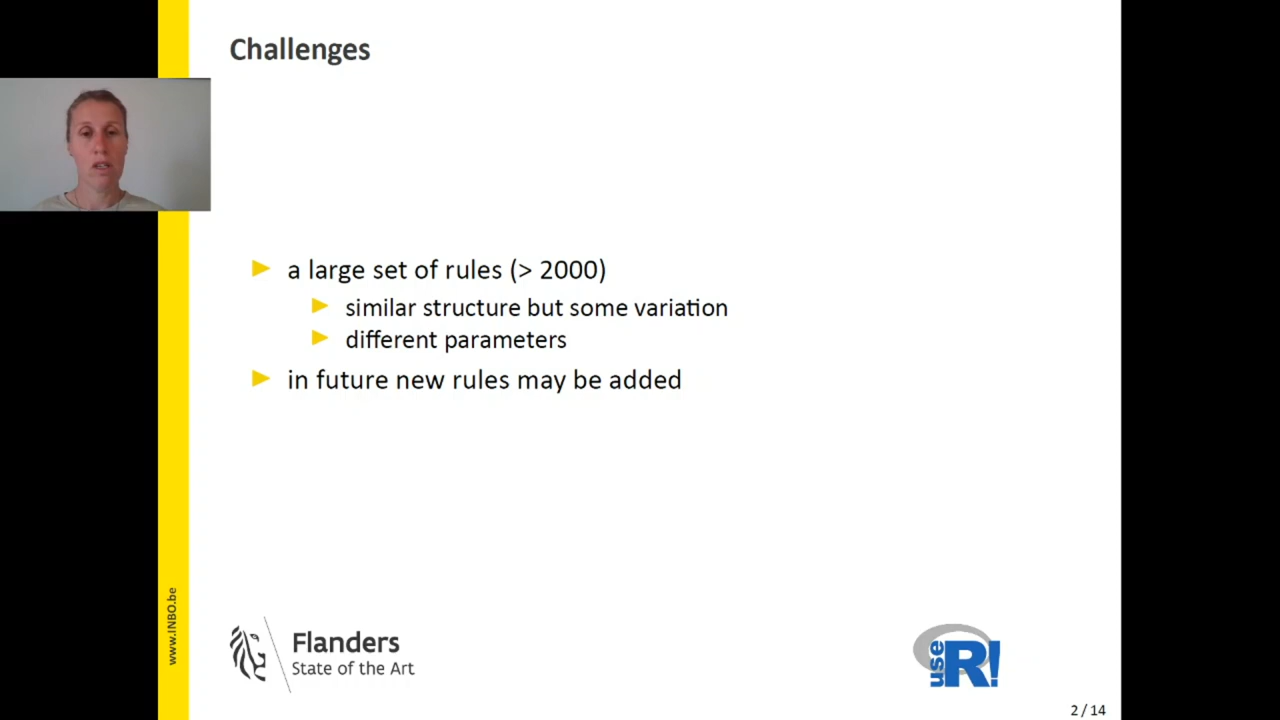 Challenges
a large set of rules (> 2000)
similar structure but some variation
different parameters
in future new rules may be added
www.INBO.be
Flanders
State of the Art
use R!
2 / 14